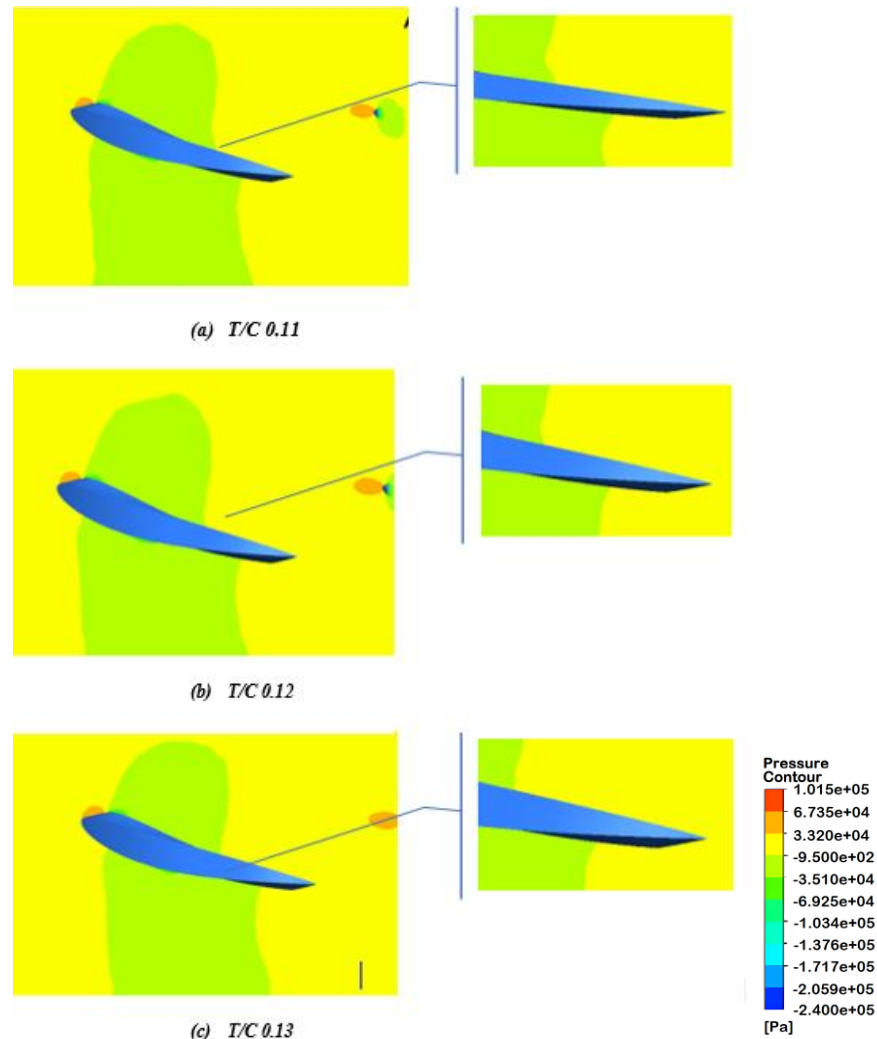 (a) T/C 0.11
(b) T/C 0.12
(c) T/C 0.13
Pressure
Contour
1.015e+05
6.735e+04
3.320e+04
-9.500e+02
-3.510e+04
-6.925e+04
-1.034e+05
-1.376e+05
-1.717e+05
-2.059e+05
-2.400e+05
[Pa]